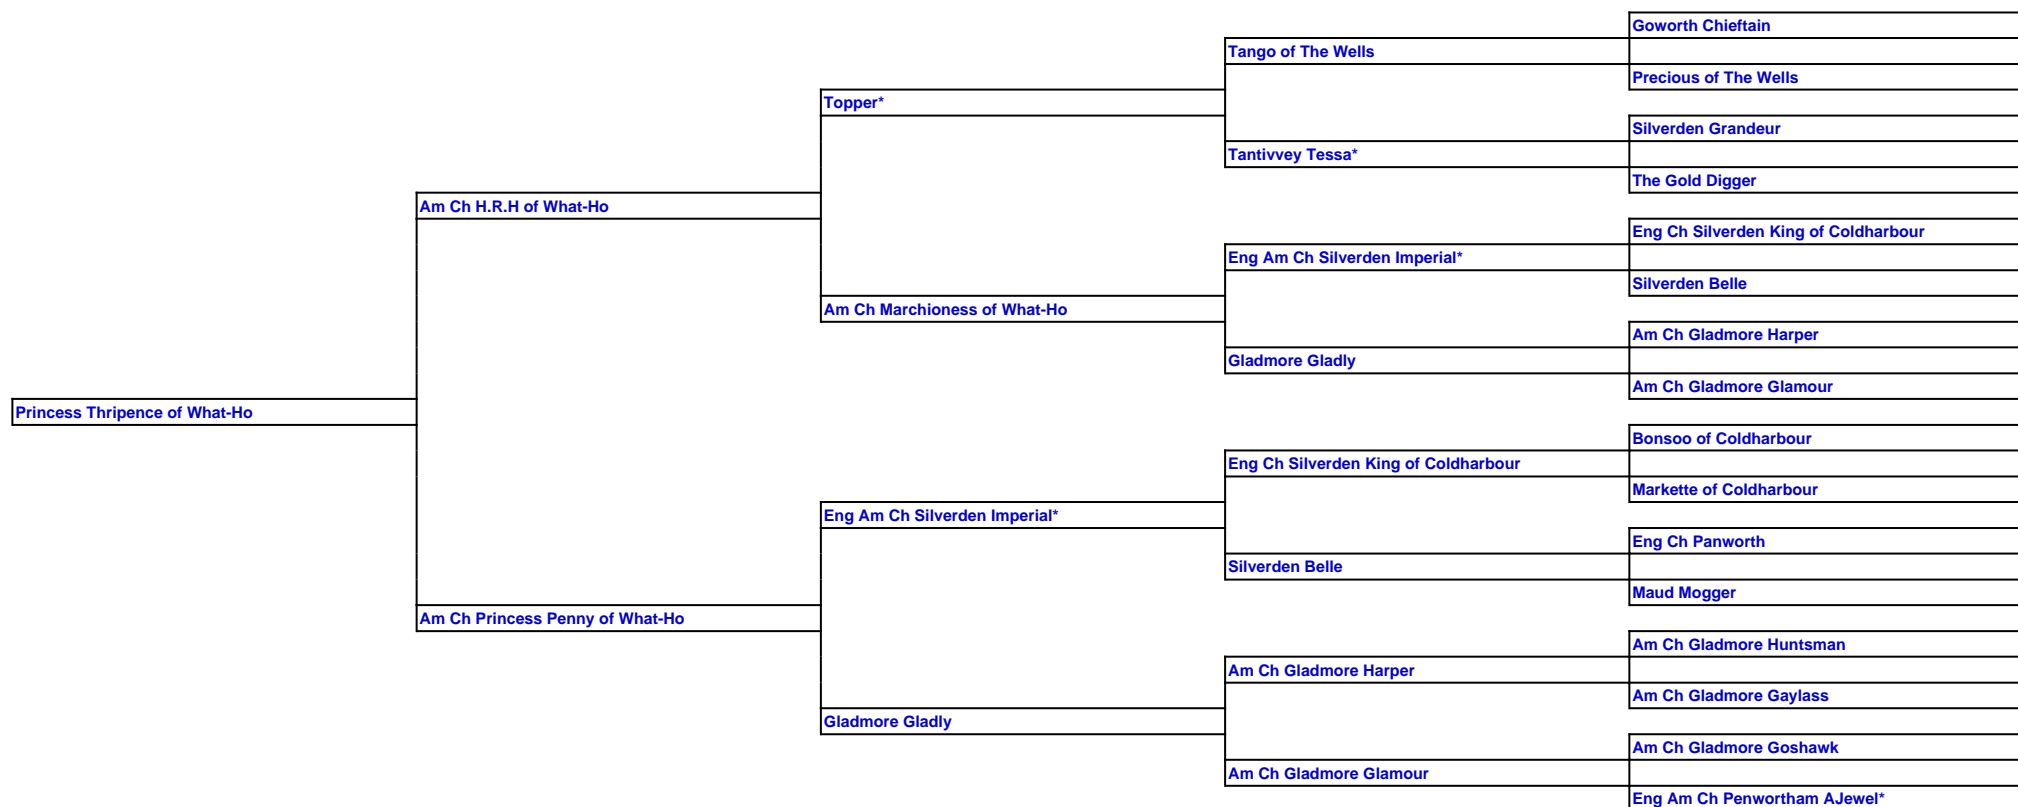 Goworth Chieftain
Tango of The Wells
Precious of The Wells
Topper*
Silverden Grandeur
Tantivvey Tessa*
The Gold Digger
Am Ch H.R.H of What-Ho
Eng Ch Silverden King of Coldharbour
Eng Am Ch Silverden Imperial*
Silverden Belle
Am Ch Marchioness of What-Ho
Am Ch Gladmore Harper
Gladmore Gladly
Am Ch Gladmore Glamour
Princess Thripence of What-Ho
Bonsoo of Coldharbour
Eng Ch Silverden King of Coldharbour
Markette of Coldharbour
Eng Am Ch Silverden Imperial*
Eng Ch Panworth
Silverden Belle
Maud Mogger
Am Ch Princess Penny of What-Ho
Am Ch Gladmore Huntsman
Am Ch Gladmore Harper
Am Ch Gladmore Gaylass
Gladmore Gladly
Am Ch Gladmore Goshawk
Am Ch Gladmore Glamour
Eng Am Ch Penwortham AJewel*